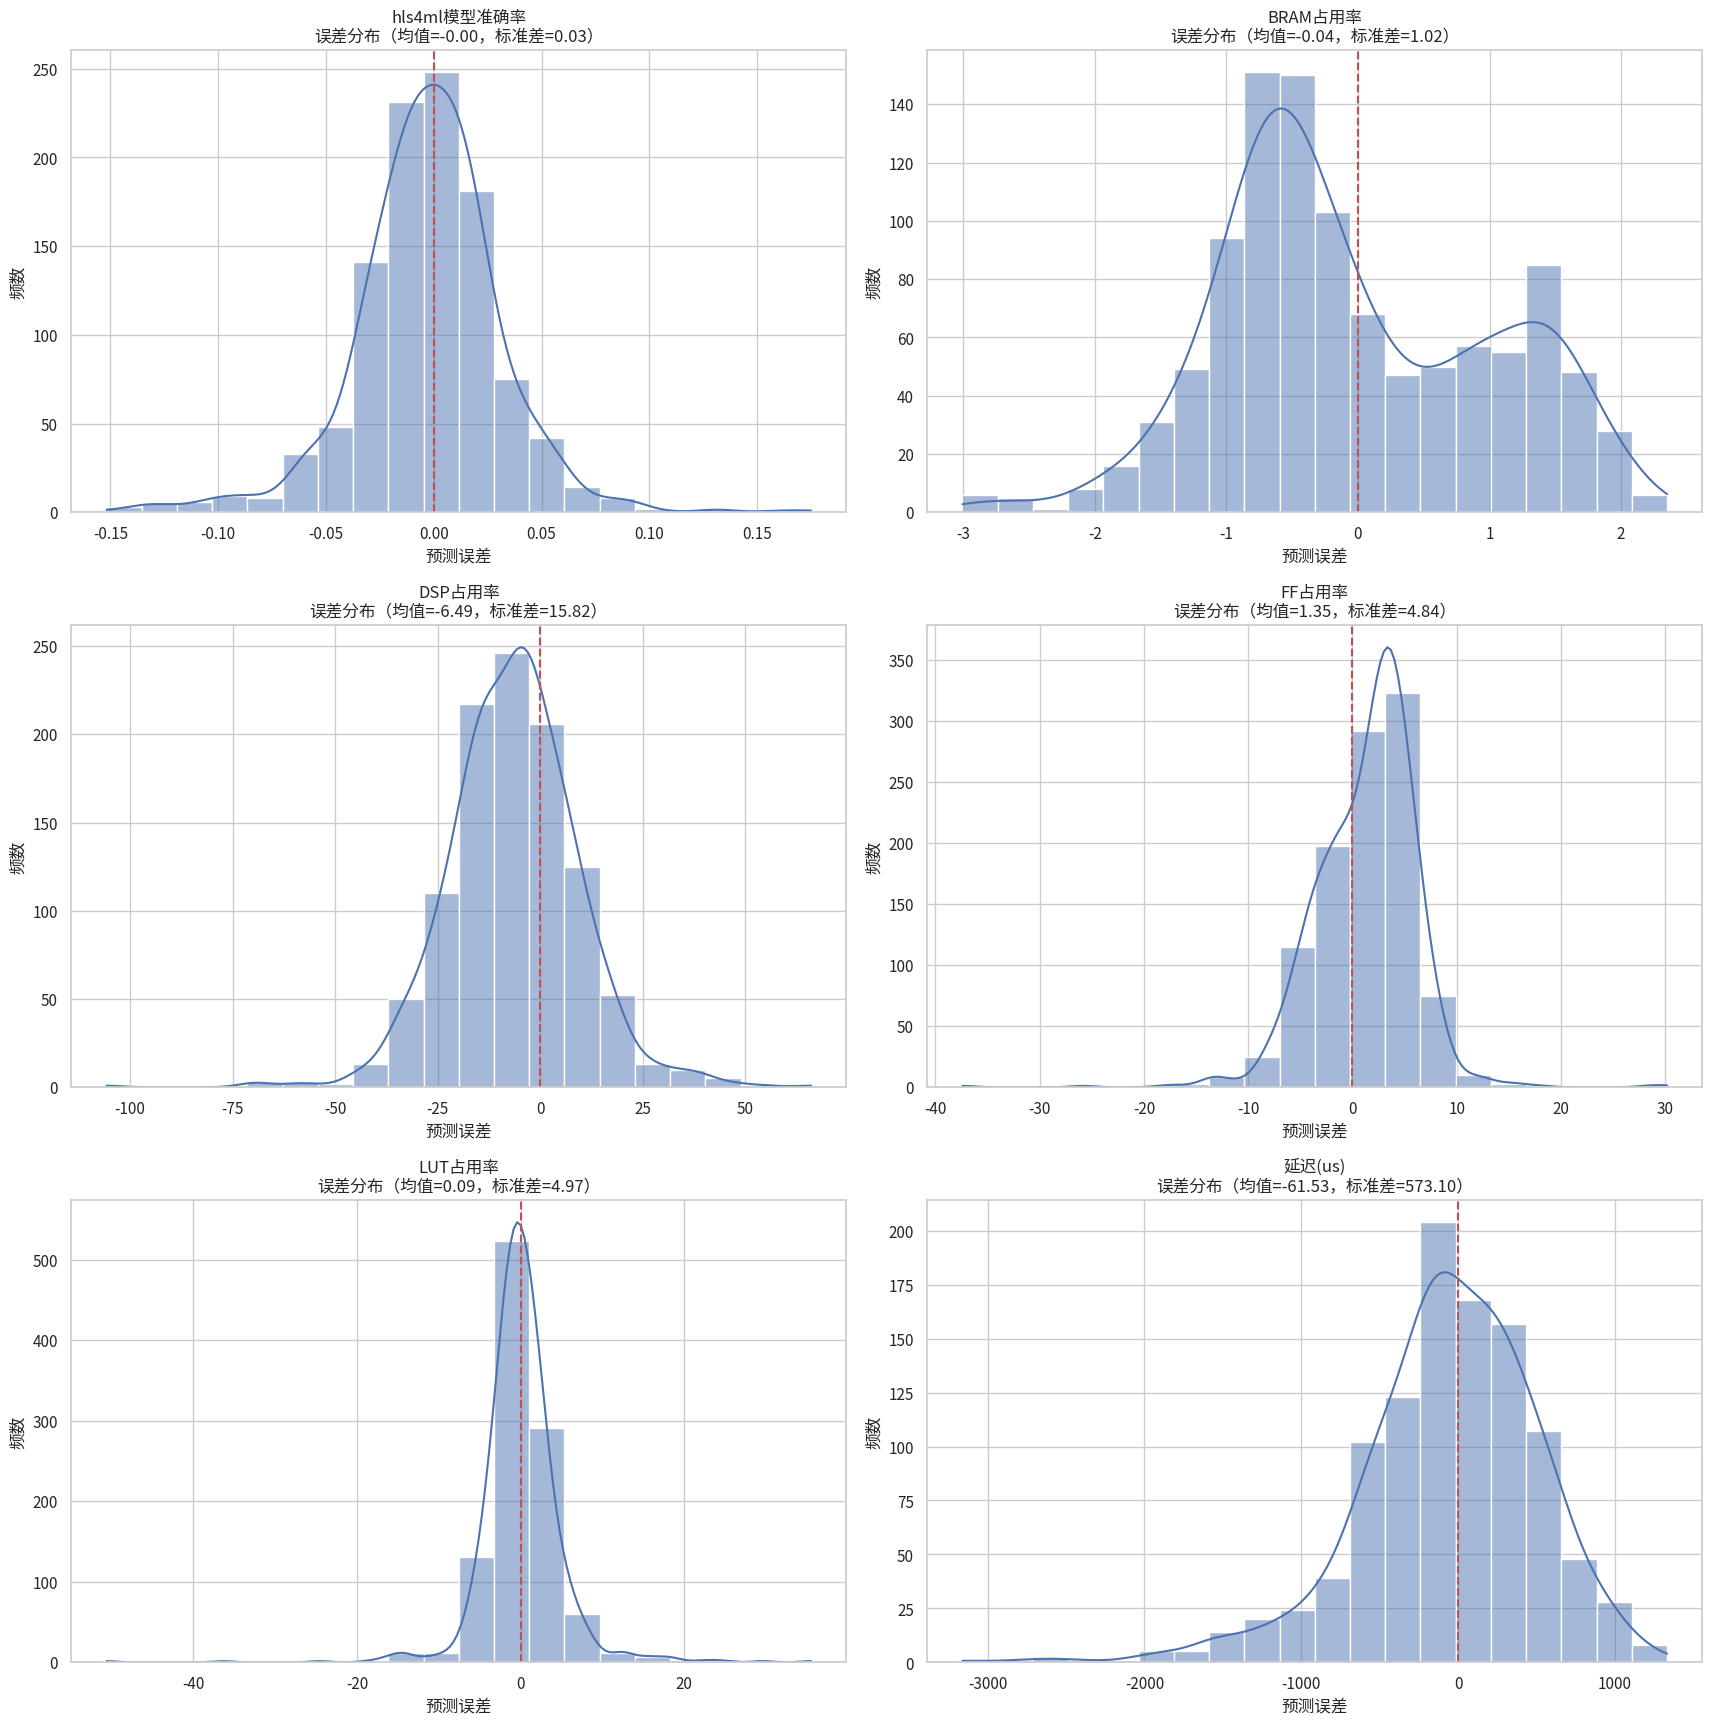 hls4ml模型准确率
误差分布（均值=-0.00，标准差=0.03）
250
200
150
100
50
0
频数
-0.15 -0.10 -0.05 0.00 0.05 0.10 0.15
预测误差
BRAM占用率
误差分布（均值=-0.04，标准差=1.02）
140
120
100
80
60
40
20
0
频数
-3 -2 -1 0 1 2
预测误差
DSP占用率
误差分布（均值=-6.49，标准差=15.82）
250
200
150
100
50
0
频数
-100 -75 -50 -25 0 25 50
预测误差
FF占用率
误差分布（均值=1.35，标准差=4.84）
350
300
250
200
150
100
50
0
频数
-40 -30 -20 -10 0 10 20 30
预测误差
LUT占用率
误差分布（均值=0.09，标准差=4.97）
500
400
300
200
100
0
频数
-40 -20 0 20
预测误差
延迟(us)
误差分布（均值=-61.53，标准差=573.10）
200
175
150
125
100
75
50
25
0
频数
-3000 -2000 -1000 0 1000
预测误差